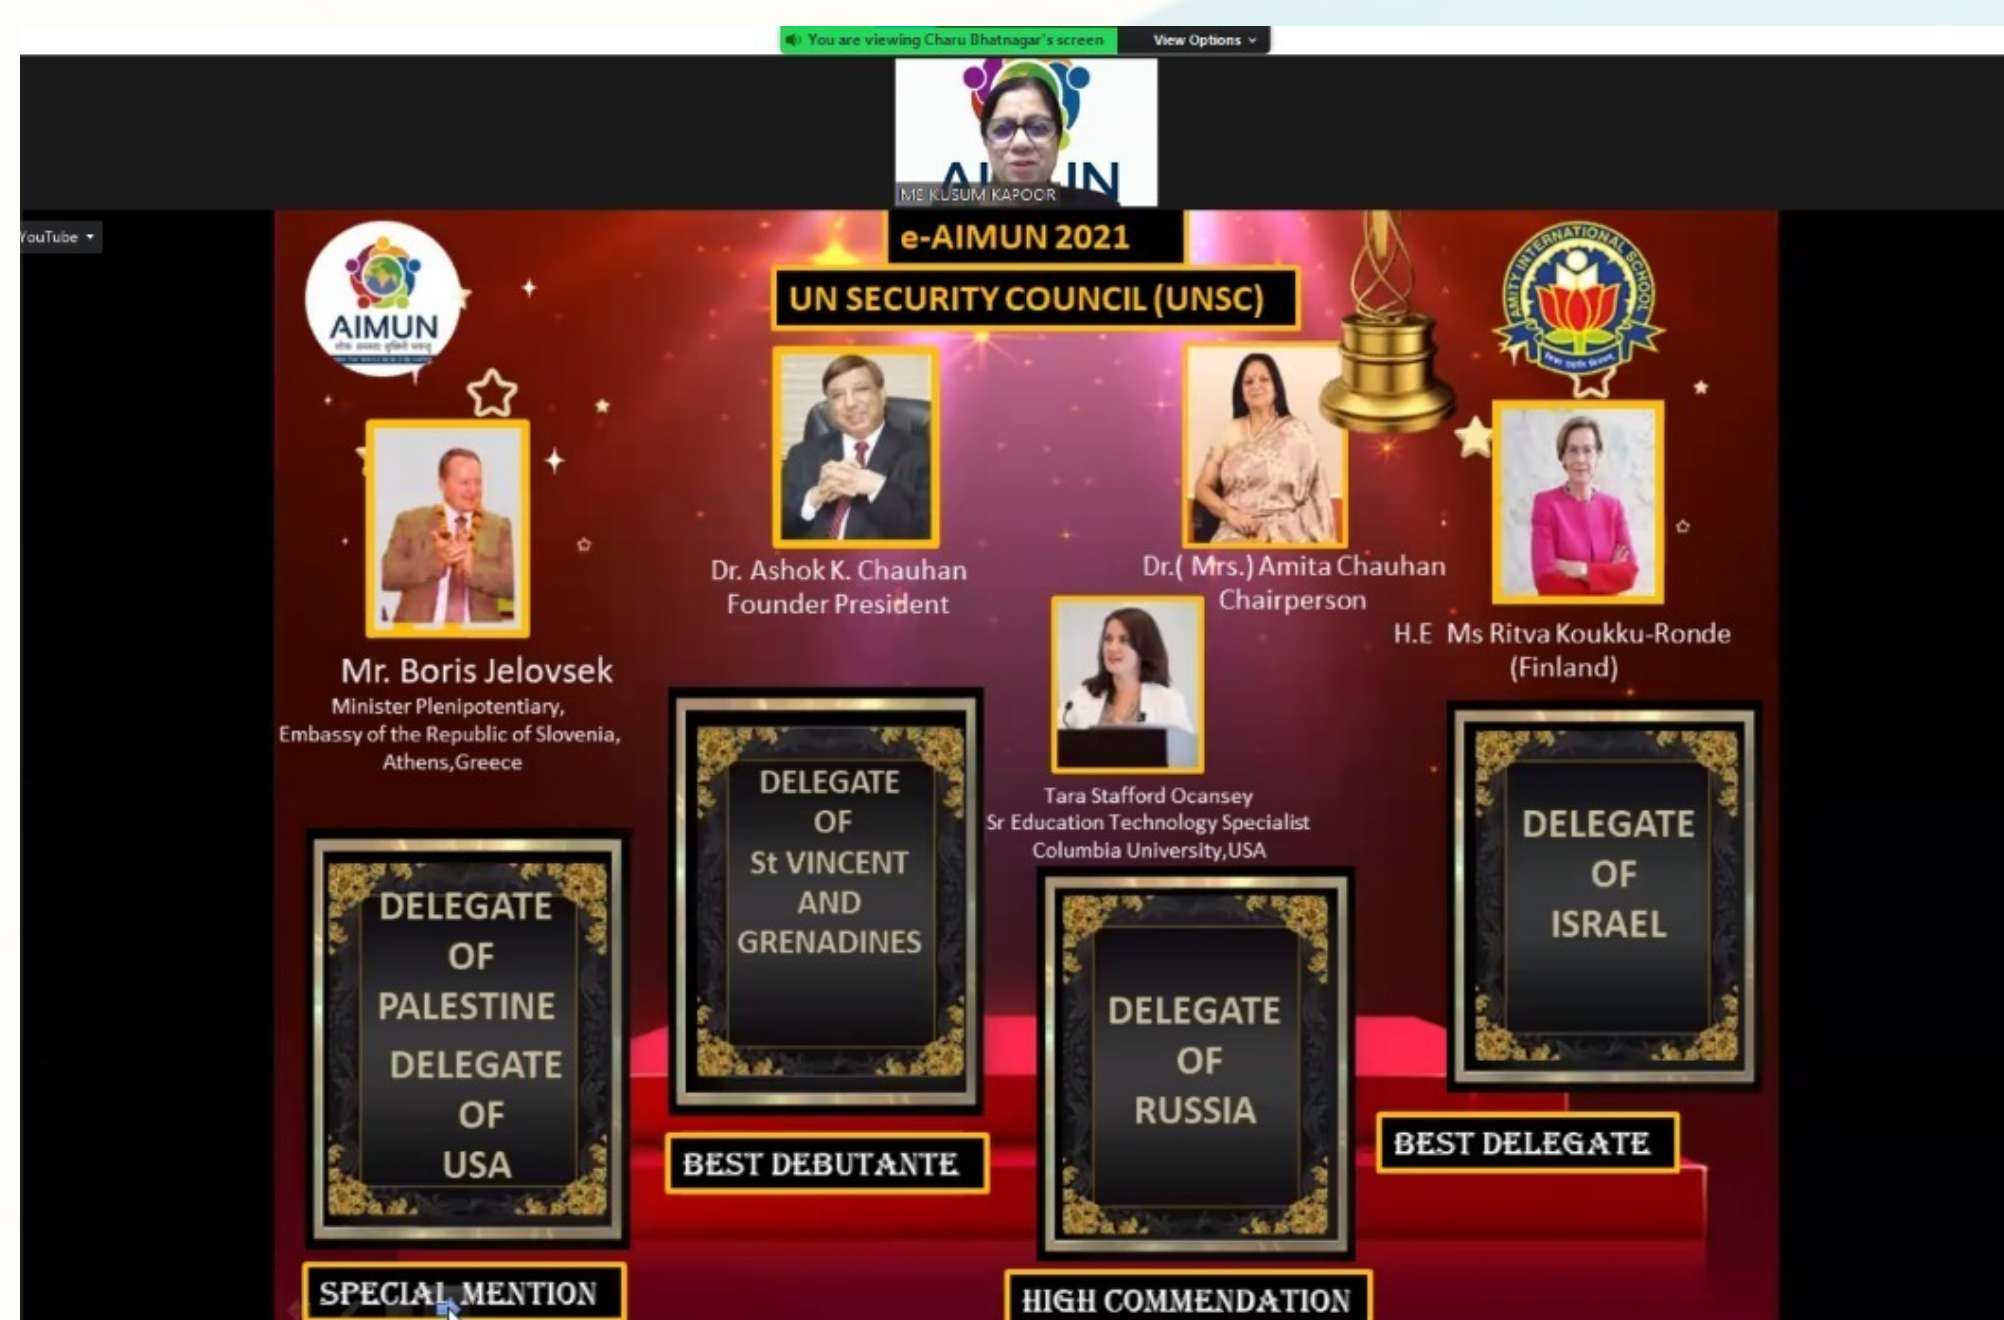 You are viewing Charu Bhatnagar's screen
View Options
AIMUN
MS KUSUM KAPOOR
YouTube
e-AIMUN 2021
UN SECURITY COUNCIL (UNSC)
AIMUN
AMITY INTERNATIONAL SCHOOL
Dr. Ashok K. Chauhan
Founder President
Dr.( Mrs.) Amita Chauhan
Chairperson
H.E Ms Ritva Koukku-Ronde
(Finland)
Mr. Boris Jelovsek
Minister Plenipotentiary,
Embassy of the Republic of Slovenia,
Athens,Greece
Tara Stafford Ocansey
Sr Education Technology Specialist
Columbia University,USA
DELEGATE
OF
PALESTINE
DELEGATE
OF
USA
SPECIAL MENTION
DELEGATE
OF
St VINCENT
AND
GRENADINES
BEST DEBUTANTE
DELEGATE
OF
RUSSIA
HIGH COMMENDATION
DELEGATE
OF
ISRAEL
BEST DELEGATE